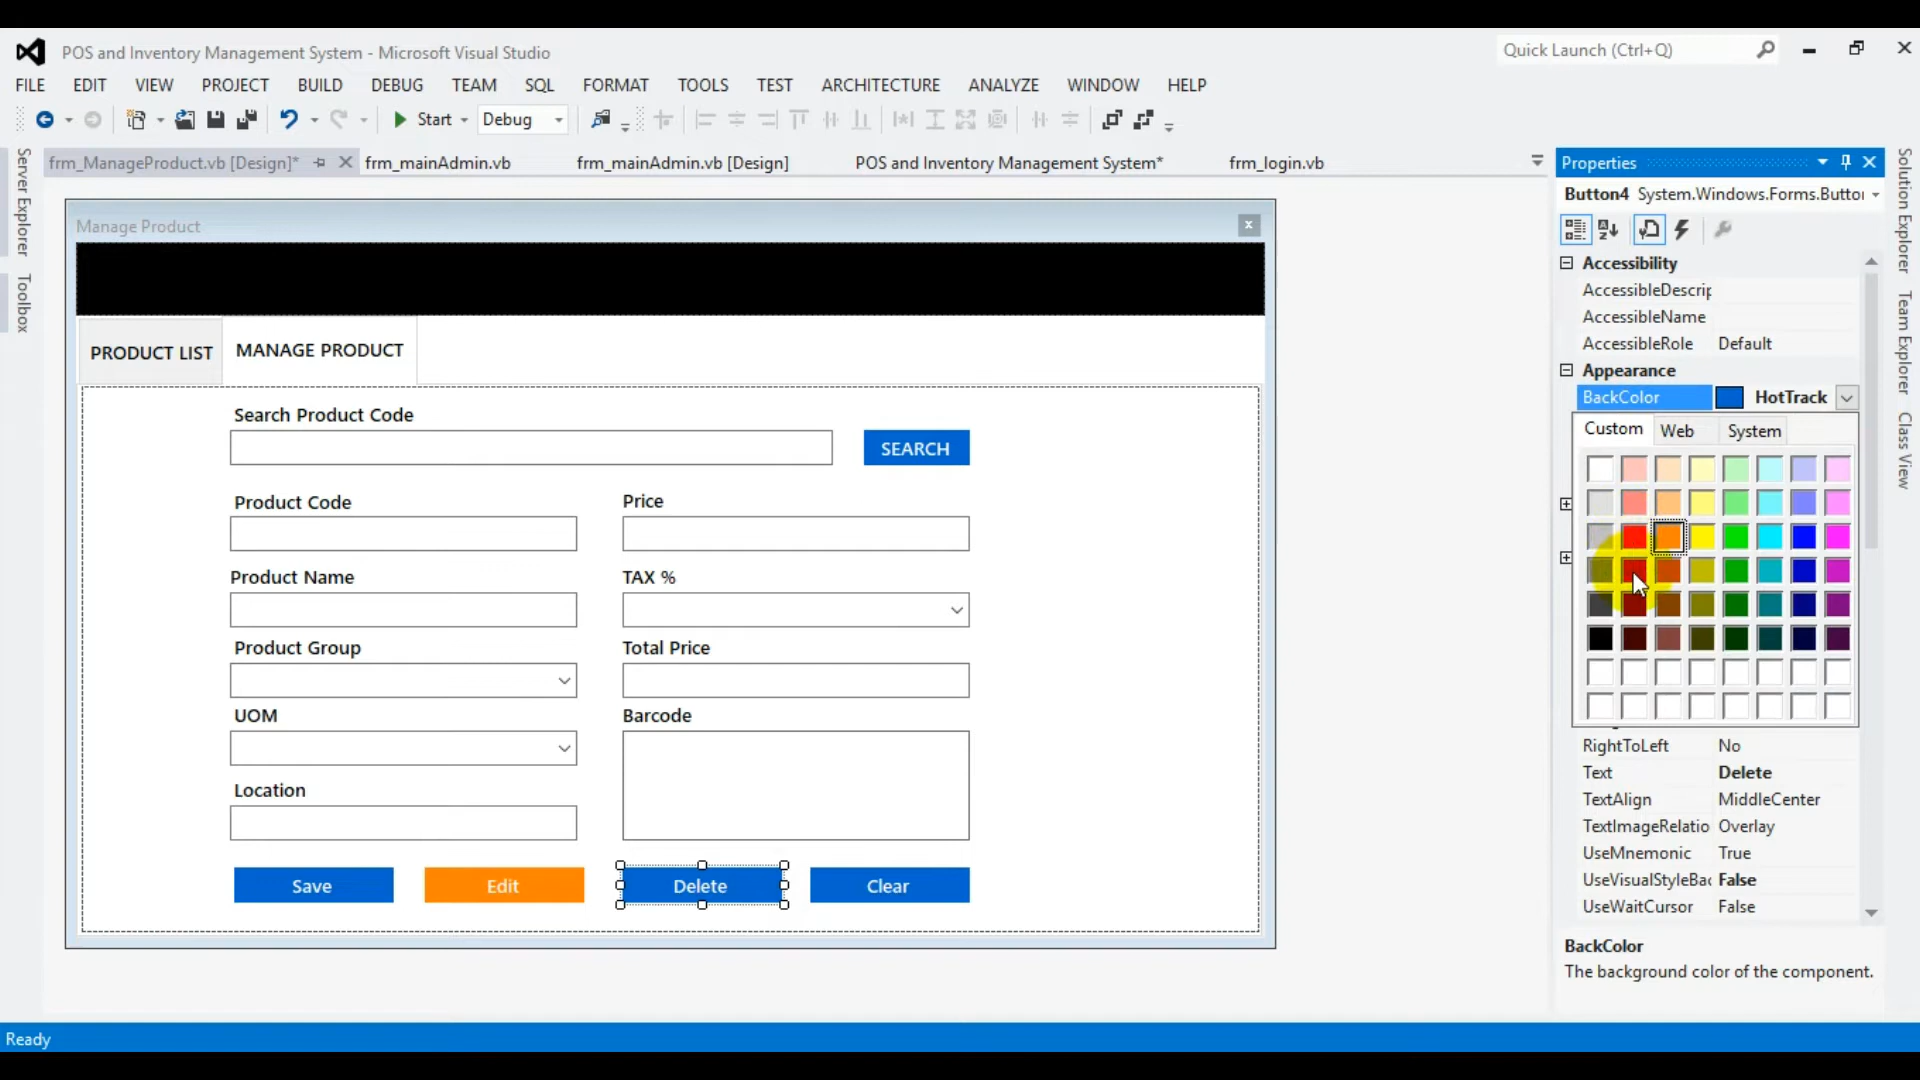 POS and Inventory Management System - Microsoft Visual Studio
Quick Launch (Ctrl+Q)
FILE EDIT VIEW PROJECT BUILD DEBUG TEAM SQL FORMAT TOOLS TEST ARCHITECTURE ANALYZE WINDOW HELP
Start Debug
frm_ManageProduct.vb [Design]* frm_mainAdmin.vb frm_mainAdmin.vb [Design] POS and Inventory Management System* frm_login.vb
Server Explorer
Toolbox
Manage Product
PRODUCT LIST MANAGE PRODUCT
Search Product Code
SEARCH
Product Code Price
Product Name TAX %
Product Group Total Price
UOM Barcode
Location
Save Edit Delete Clear
Properties
Button4 System.Windows.Forms.Button
Accessibility
AccessibleDescrip
AccessibleName
AccessibleRole Default
Appearance
BackColor HotTrack
Custom Web System
RightToLeft No
Text Delete
TextAlign MiddleCenter
TextImageRelatio Overlay
UseMnemonic True
UseVisualStyleBac False
UseWaitCursor False
BackColor
The background color of the component.
Solution Explorer
Team Explorer
Class View
Ready